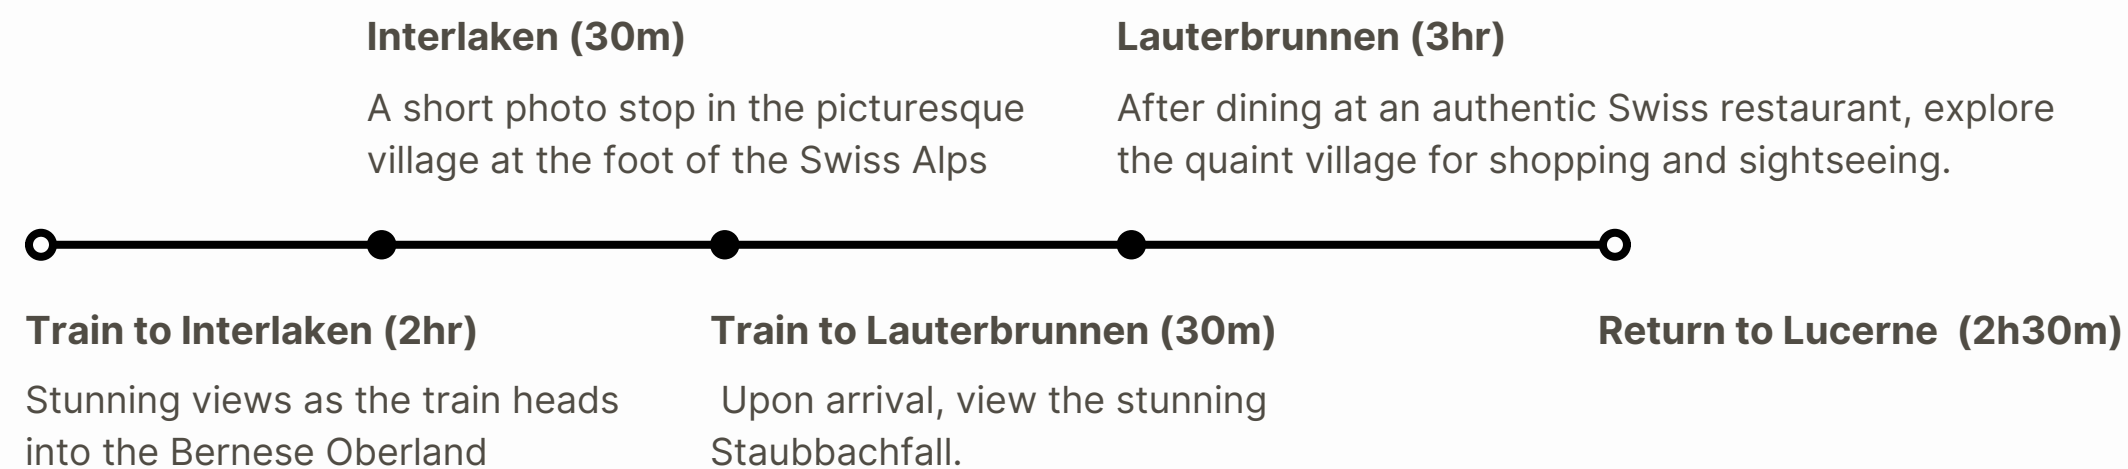 Interlaken (30m)
A short photo stop in the picturesque
village at the foot of the Swiss Alps
Lauterbrunnen (3hr)
After dining at an authentic Swiss restaurant, explore
the quaint village for shopping and sightseeing.
Train to Interlaken (2hr)
Stunning views as the train heads
into the Bernese Oberland
Train to Lauterbrunnen (30m)
Upon arrival, view the stunning
Staubbachfall.
Return to Lucerne (2h30m)